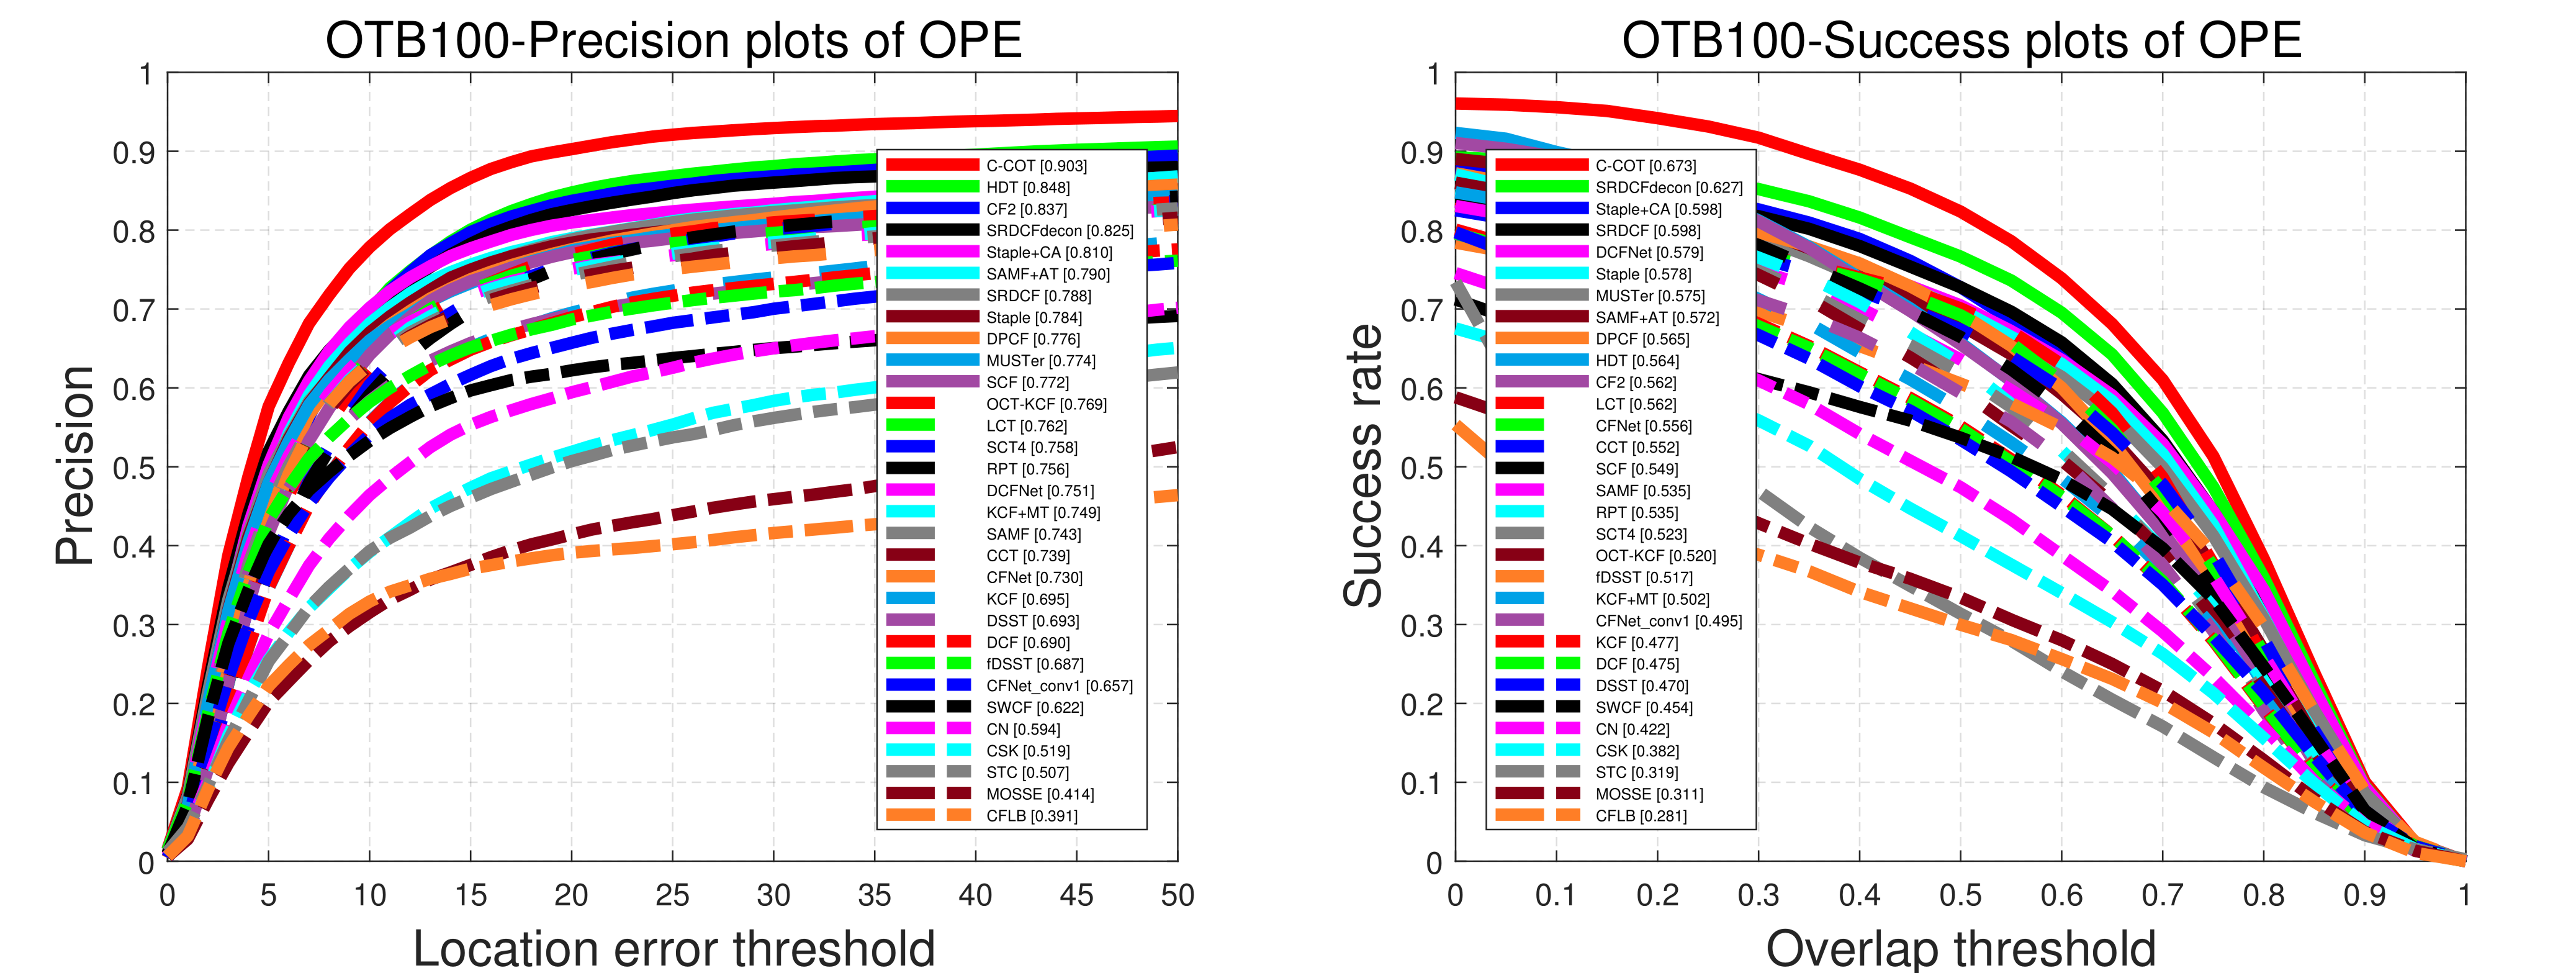 OTB100-Precision plots of OPE
1
0.9
0.8
0.7
0.6
0.5
0.4
0.3
0.2
0.1
0
Precision
0 5 10 15 20 25 30 35 40 45 50
Location error threshold
C-COT [0.903]
HDT [0.848]
CF2 [0.837]
SRDCFdecon [0.825]
Staple+CA [0.810]
SAMF+AT [0.790]
SRDCF [0.788]
Staple [0.784]
DPCF [0.776]
MUSTer [0.774]
SCF [0.772]
OCT-KCF [0.769]
LCT [0.762]
SCT4 [0.758]
RPT [0.756]
DCFNet [0.751]
KCF+MT [0.749]
SAMF [0.743]
CCT [0.739]
CFNet [0.730]
KCF [0.695]
DSST [0.693]
DCF [0.690]
fDSST [0.687]
CFNet_conv1 [0.657]
SWCF [0.622]
CN [0.594]
CSK [0.519]
STC [0.507]
MOSSE [0.414]
CFLB [0.391]
OTB100-Success plots of OPE
1
0.9
0.8
0.7
0.6
0.5
0.4
0.3
0.2
0.1
0
Success rate
0 0.1 0.2 0.3 0.4 0.5 0.6 0.7 0.8 0.9 1
Overlap threshold
C-COT [0.673]
SRDCFdecon [0.627]
Staple+CA [0.598]
SRDCF [0.598]
DCFNet [0.579]
Staple [0.578]
MUSTer [0.575]
SAMF+AT [0.572]
DPCF [0.565]
HDT [0.564]
CF2 [0.562]
LCT [0.562]
CFNet [0.556]
CCT [0.552]
SCF [0.549]
SAMF [0.535]
RPT [0.535]
SCT4 [0.523]
OCT-KCF [0.520]
fDSST [0.517]
KCF+MT [0.502]
CFNet_conv1 [0.495]
KCF [0.477]
DCF [0.475]
DSST [0.470]
SWCF [0.454]
CN [0.422]
CSK [0.382]
STC [0.319]
MOSSE [0.311]
CFLB [0.281]